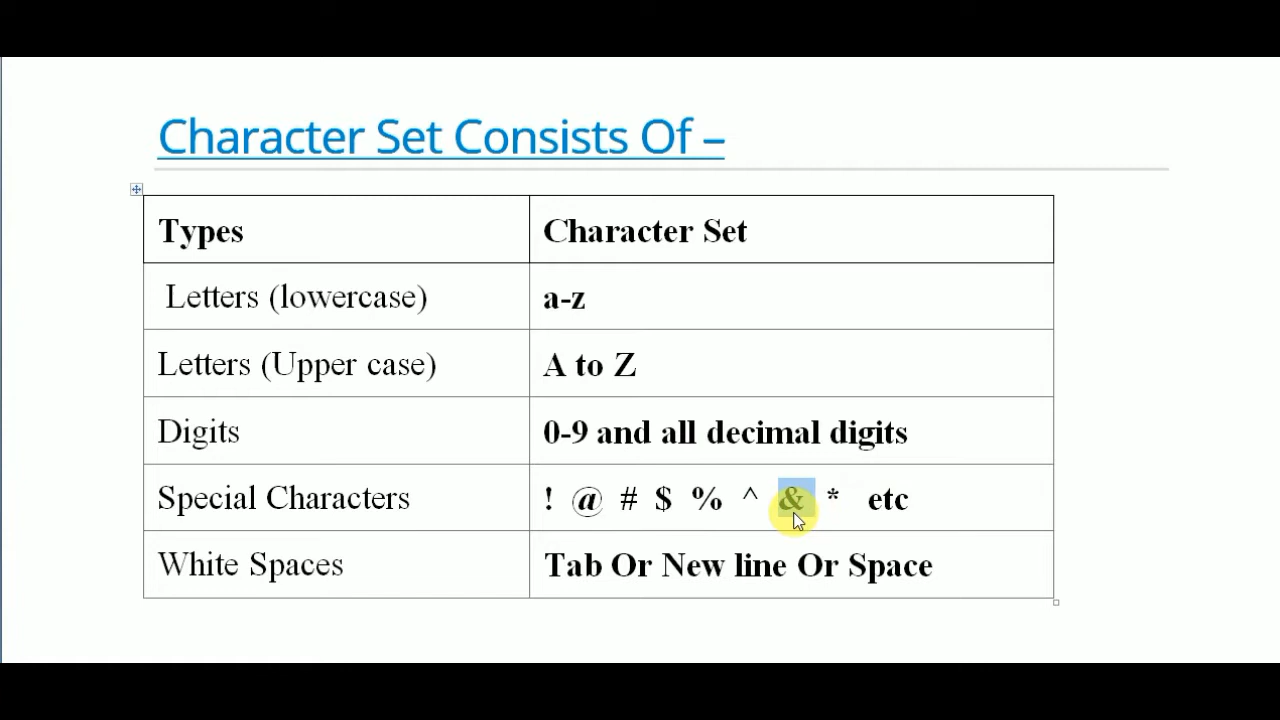 Character Set Consists Of –
Types Character Set
Letters (lowercase) a-z
Letters (Upper case) A to Z
Digits 0-9 and all decimal digits
Special Characters ! @ # $ % ^ & * etc
White Spaces Tab Or New line Or Space